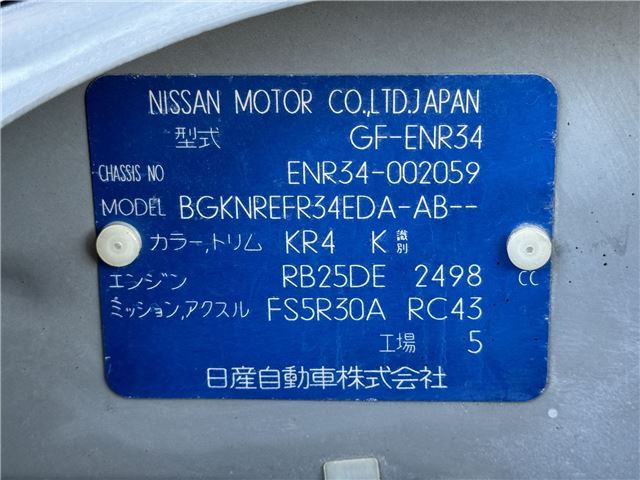 NISSAN MOTOR CO.,LTD.JAPAN
型式 GF-ENR34
CHASSIS NO ENR34-002059
MODEL BGKNREFR34EDA-AB--
カラー,トリム KR4 K 識別
エンジン RB25DE 2498 CC
ミッション,アクスル FS5R30A RC43
工場 5
日産自動車株式会社